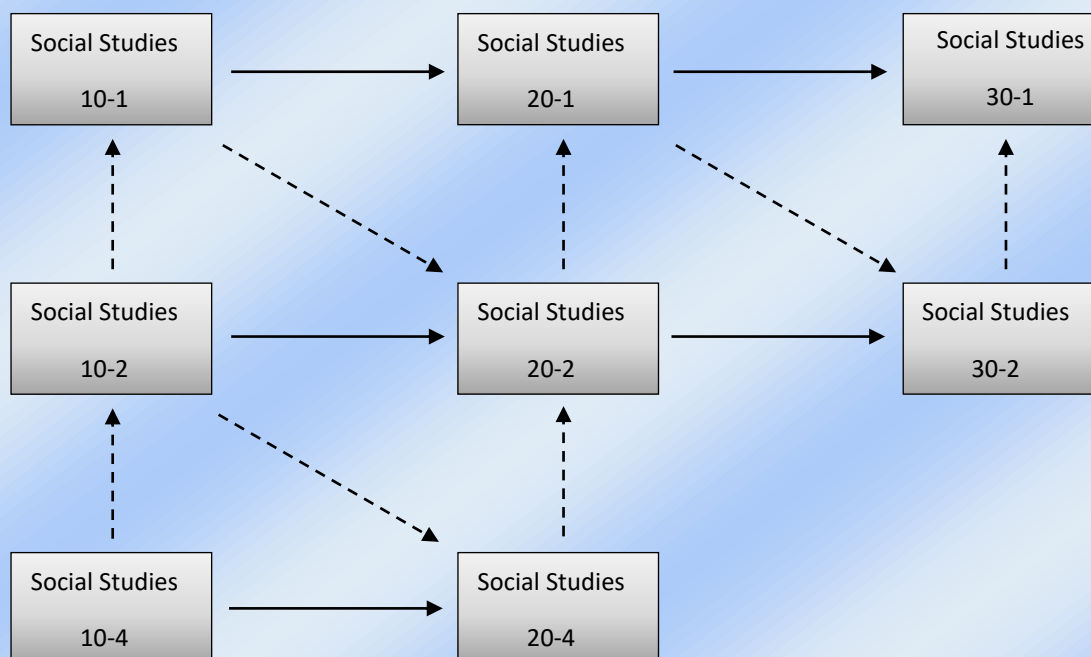 Social Studies
10-1
Social Studies
20-1
Social Studies
30-1
Social Studies
10-2
Social Studies
20-2
Social Studies
30-2
Social Studies
10-4
Social Studies
20-4